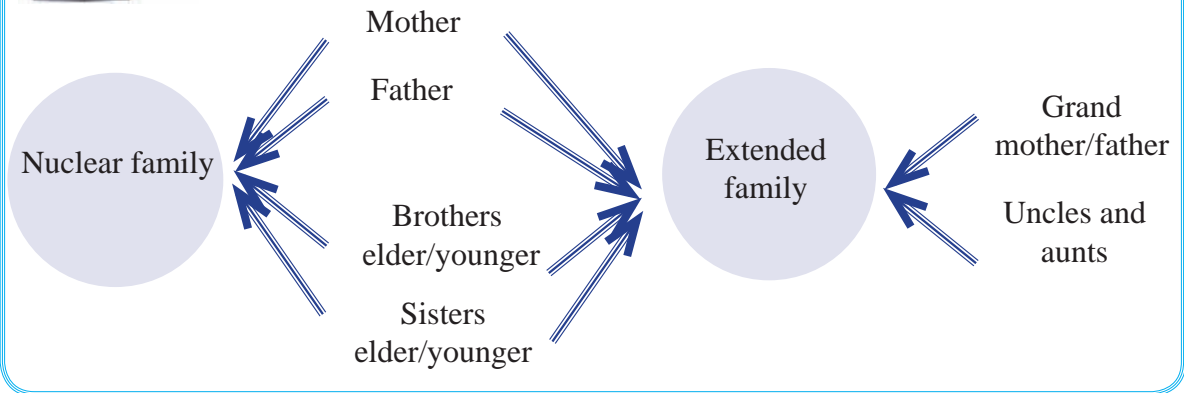 Mother
Father
Nuclear family
Brothers
elder/younger
Sisters
elder/younger
Extended
family
Grand
mother/father
Uncles and
aunts